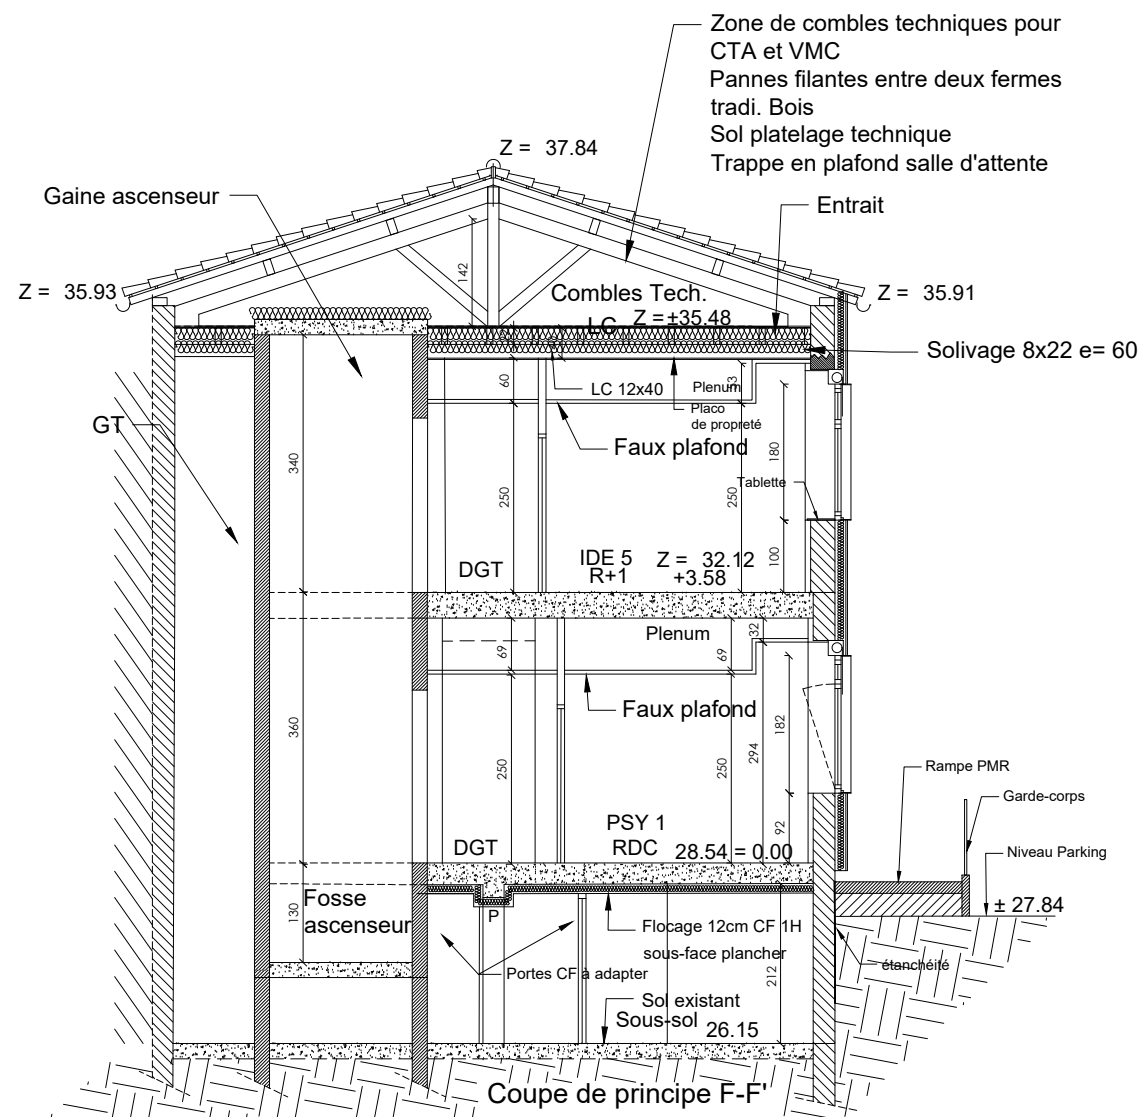 Zone de combles techniques pour
CTA et VMC
Pannes filantes entre deux fermes
tradi. Bois
Sol platelage technique
Trappe en plafond salle d'attente
Z = 37.84
Gaine ascenseur
Entrait
142
Z = 35.93
Z = 35.91
Combles Tech.
LC Z = ±35.48
Solivage 8x22 e= 60
60
LC 12x40
Plenum
Placo
de propreté
GT
Faux plafond
340
250
250
180
Tablette
100
DGT
IDE 5
R+1
Z = 32.12
+3.58
Plenum
32
69
69
Faux plafond
360
250
250
294
182
92
Rampe PMR
Garde-corps
Niveau Parking
± 27.84
PSY 1
RDC
DGT
28.54 = 0.00
130
Fosse
ascenseur
P
Flocage 12cm CF 1H
sous-face plancher
Portes CF à adapter
212
étanchéité
Sol existant
Sous-sol
26.15
Coupe de principe F-F'